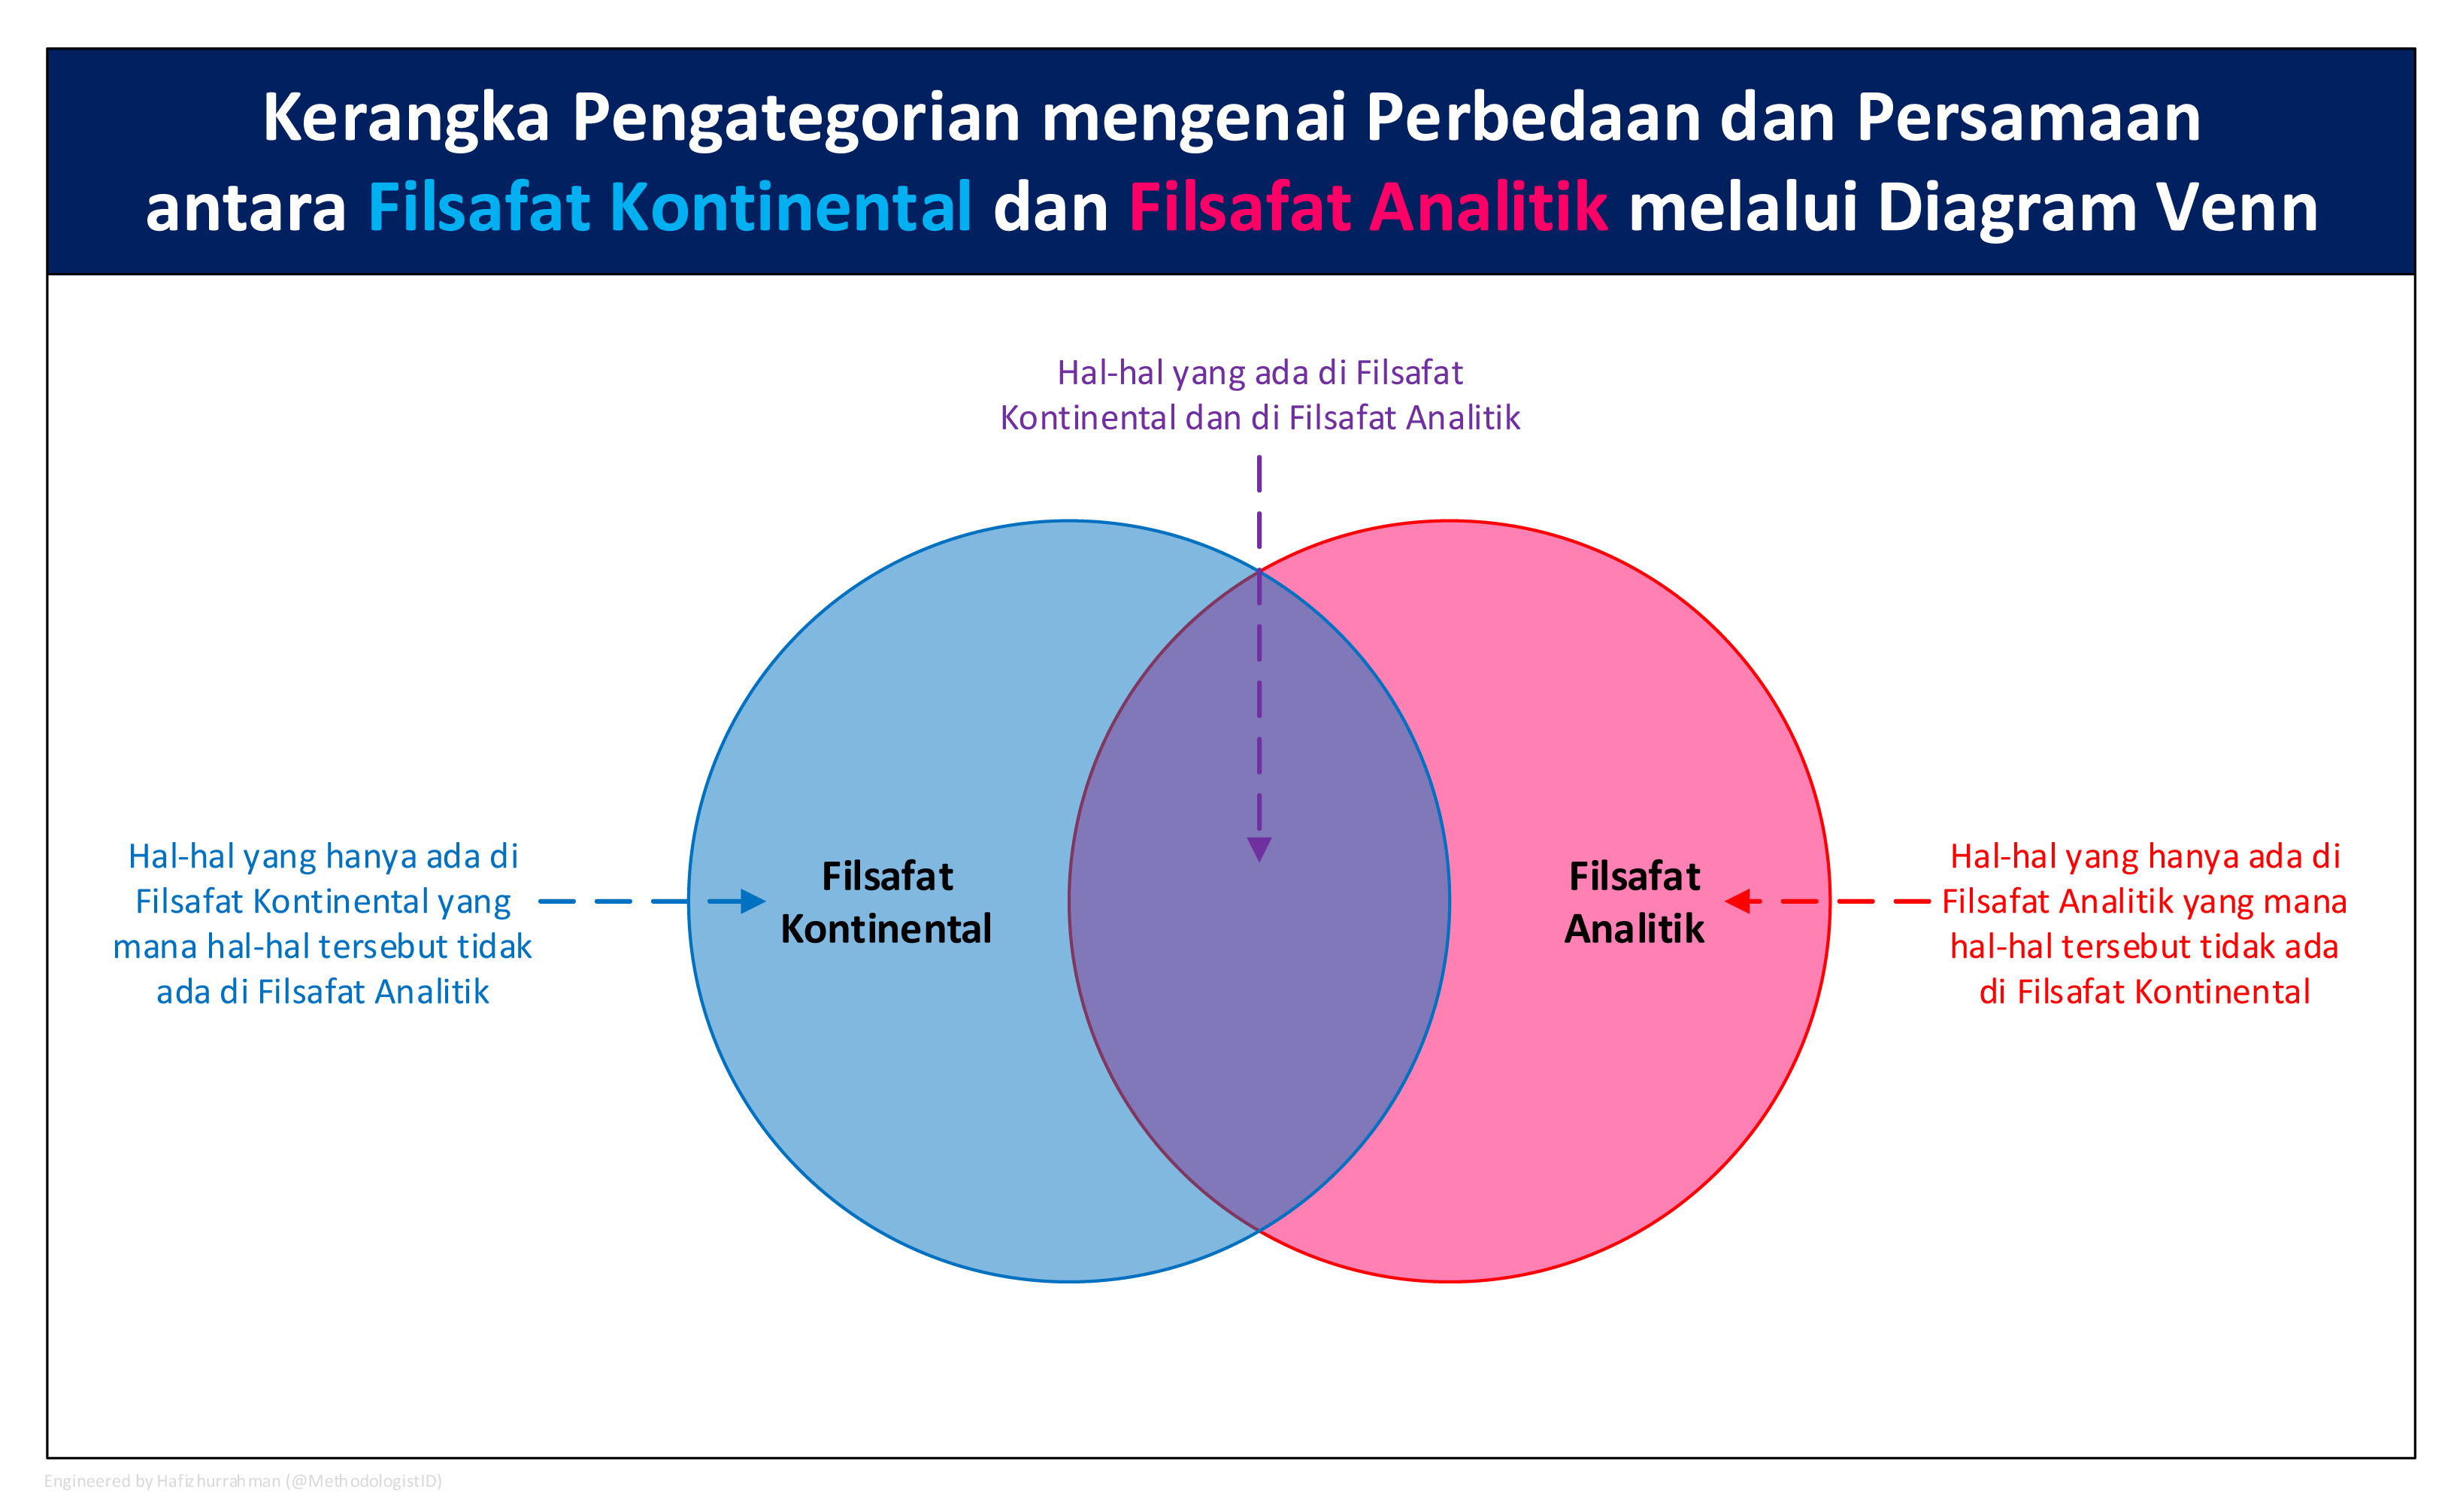 Kerangka Pengategorian mengenai Perbedaan dan Persamaan
antara Filsafat Kontinental dan Filsafat Analitik melalui Diagram Venn
Hal-hal yang ada di Filsafat
Kontinental dan di Filsafat Analitik
Hal-hal yang hanya ada di
Filsafat Kontinental yang
mana hal-hal tersebut tidak
ada di Filsafat Analitik
Filsafat
Kontinental
Filsafat
Analitik
Hal-hal yang hanya ada di
Filsafat Analitik yang mana
hal-hal tersebut tidak ada
di Filsafat Kontinental
Engineered by Hafizhurrahman (@MethodologistID)